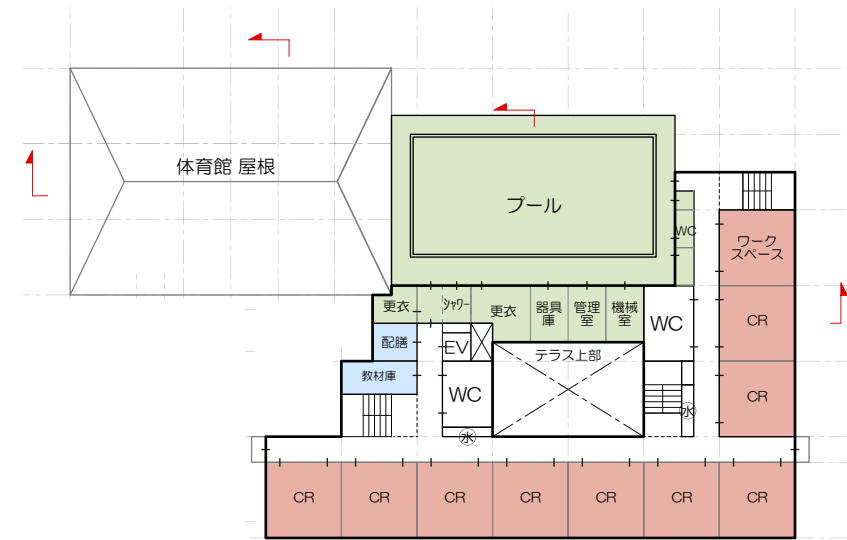 体育館 屋根
プール
WC
ワーク
スペース
更衣
シャワー
更衣
器具
庫
管理
室
機械
室
WC
CR
配膳
EV
テラス上部
教材庫
WC
CR
水
水
CR
CR
CR
CR
CR
CR
CR